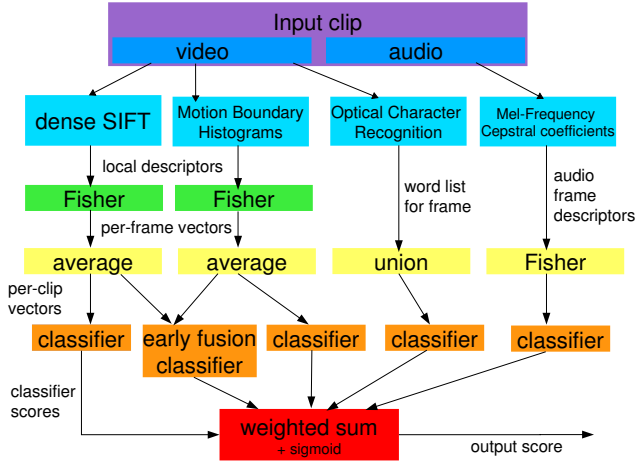 Input clip
video
audio
dense SIFT
Motion Boundary
Histograms
Optical Character
Recognition
Mel-Frequency
Cepstral coefficients
local descriptors
word list
for frame
audio
frame
descriptors
Fisher
Fisher
per-frame vectors
average
average
union
Fisher
per-clip
vectors
classifier
early fusion
classifier
classifier
classifier
classifier
classifier
scores
weighted sum
+ sigmoid
output score